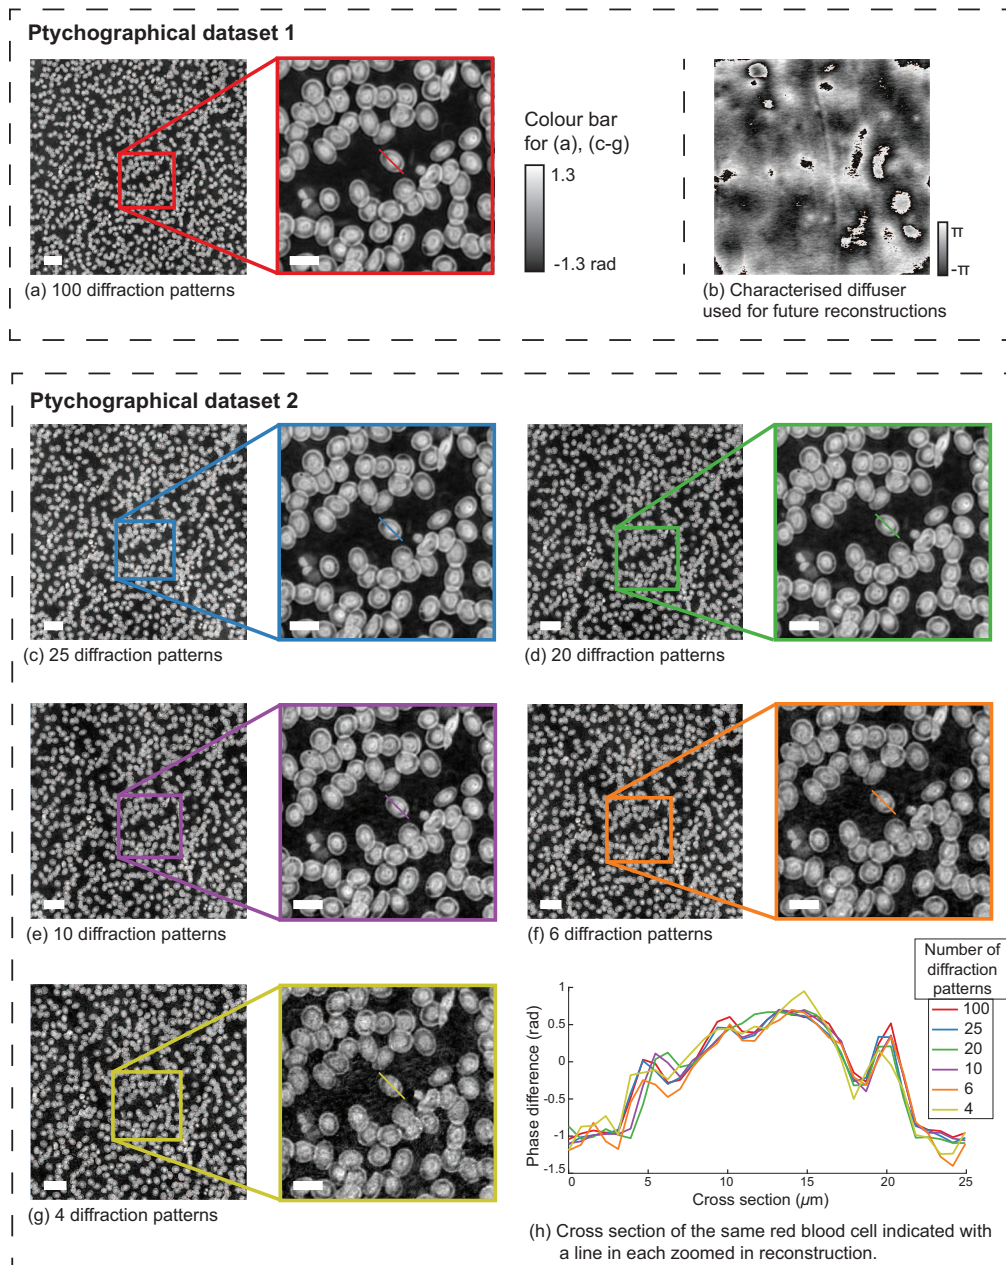 Ptychographical dataset 1
Colour bar
for (a), (c-g)
1.3
-1.3 rad
π
-π
(a) 100 diffraction patterns
(b) Characterised diffuser
used for future reconstructions
Ptychographical dataset 2
(c) 25 diffraction patterns
(d) 20 diffraction patterns
(e) 10 diffraction patterns
(f) 6 diffraction patterns
(g) 4 diffraction patterns
Number of
diffraction
patterns
100
25
20
10
6
4
Phase difference (rad)
1
0.5
0
-0.5
-1
-1.5
0
5
10
15
20
25
Cross section (µm)
(h) Cross section of the same red blood cell indicated with
a line in each zoomed in reconstruction.